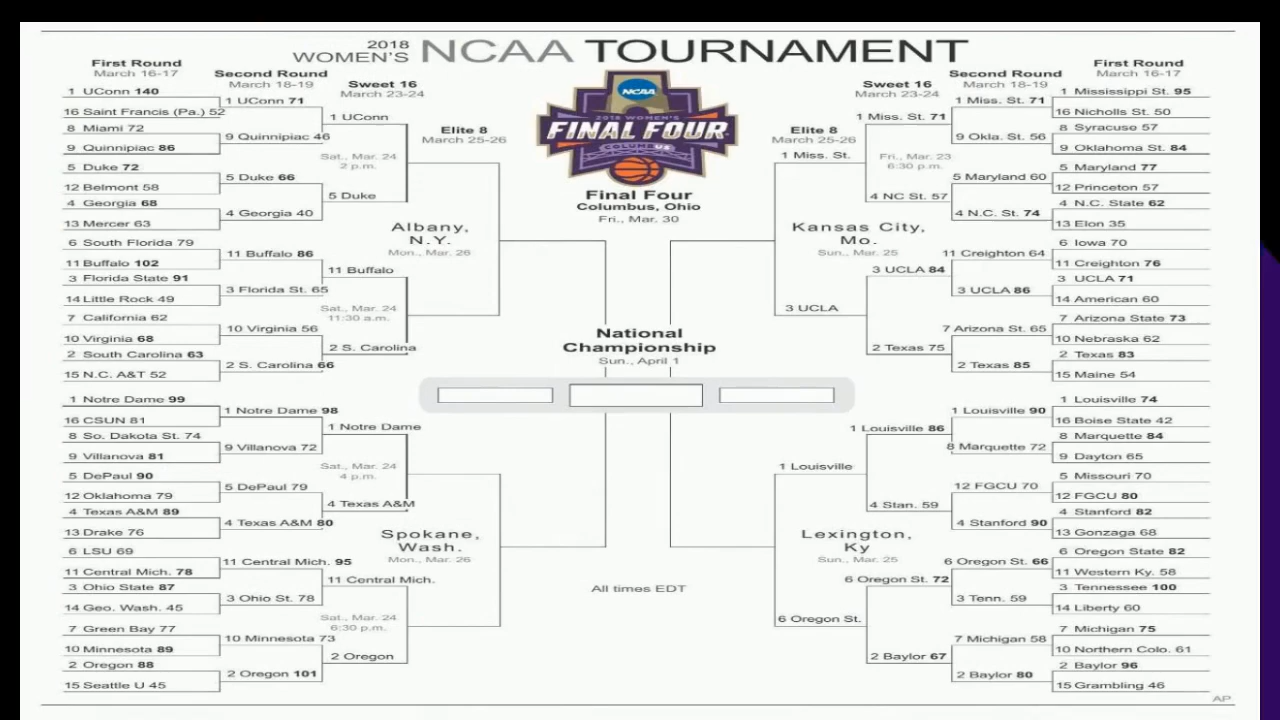 2018
WOMEN'S NCAA TOURNAMENT
First Round
March 16-17
Second Round
March 18-19
Sweet 16
March 23-24
Elite 8
March 25-26
1 UConn 140
16 Saint Francis (Pa.) 52
8 Miami 72
9 Quinnipiac 86
5 Duke 72
12 Belmont 58
4 Georgia 68
13 Mercer 63
6 South Florida 79
11 Buffalo 102
3 Florida State 91
14 Little Rock 49
7 California 62
10 Virginia 68
2 South Carolina 63
15 N.C. A&T 52
1 UConn 71
9 Quinnipiac 46
5 Duke 66
4 Georgia 40
11 Buffalo 86
3 Florida St. 65
10 Virginia 56
2 S. Carolina 66
1 UConn
Sat., Mar. 24
2 p.m.
5 Duke
11 Buffalo
Sat., Mar. 24
11:30 a.m.
2 S. Carolina
Albany,
N.Y.
Mon., Mar. 26
1 Notre Dame 99
16 CSUN 81
8 So. Dakota St. 74
9 Villanova 81
5 DePaul 90
12 Oklahoma 79
4 Texas A&M 89
13 Drake 76
6 LSU 69
11 Central Mich. 78
3 Ohio State 87
14 Geo. Wash. 45
7 Green Bay 77
10 Minnesota 89
2 Oregon 88
15 Seattle U 45
1 Notre Dame 98
9 Villanova 72
5 DePaul 79
4 Texas A&M 80
11 Central Mich. 95
3 Ohio St. 78
10 Minnesota 73
2 Oregon 101
1 Notre Dame
Sat., Mar. 24
4 p.m.
4 Texas A&M
11 Central Mich.
Sat., Mar. 24
6:30 p.m.
2 Oregon
Spokane,
Wash.
Mon., Mar. 26
NCAA
2018 WOMEN'S
FINAL FOUR
COLUMBUS
Final Four
Columbus, Ohio
Fri., Mar. 30
National
Championship
Sun., April 1
All times EDT
Elite 8
March 25-26
Sweet 16
March 23-24
Second Round
March 18-19
First Round
March 16-17
1 Miss. St.
3 UCLA
Kansas City,
Mo.
Sun., Mar. 25
1 Miss. St. 71
Fri., Mar. 23
6:30 p.m.
4 NC St. 57
3 UCLA 84
2 Texas 75
1 Miss. St. 71
9 Okla. St. 56
5 Maryland 60
4 N.C. St. 74
11 Creighton 64
3 UCLA 86
7 Arizona St. 65
2 Texas 85
1 Mississippi St. 95
16 Nicholls St. 50
8 Syracuse 57
9 Oklahoma St. 84
5 Maryland 77
12 Princeton 57
4 N.C. State 62
13 Elon 35
6 Iowa 70
11 Creighton 76
3 UCLA 71
14 American 60
7 Arizona State 73
10 Nebraska 62
2 Texas 83
15 Maine 54
1 Louisville
6 Oregon St.
Lexington,
Ky
Sun., Mar. 25
1 Louisville 86
4 Stan. 59
6 Oregon St. 72
2 Baylor 67
1 Louisville 90
8 Marquette 72
12 FGCU 70
4 Stanford 90
6 Oregon St. 66
3 Tenn. 59
7 Michigan 58
2 Baylor 80
1 Louisville 74
16 Boise State 42
8 Marquette 84
9 Dayton 65
5 Missouri 70
12 FGCU 80
4 Stanford 82
13 Gonzaga 68
6 Oregon State 82
11 Western Ky. 58
3 Tennessee 100
14 Liberty 60
7 Michigan 75
10 Northern Colo. 61
2 Baylor 96
15 Grambling 46
AP